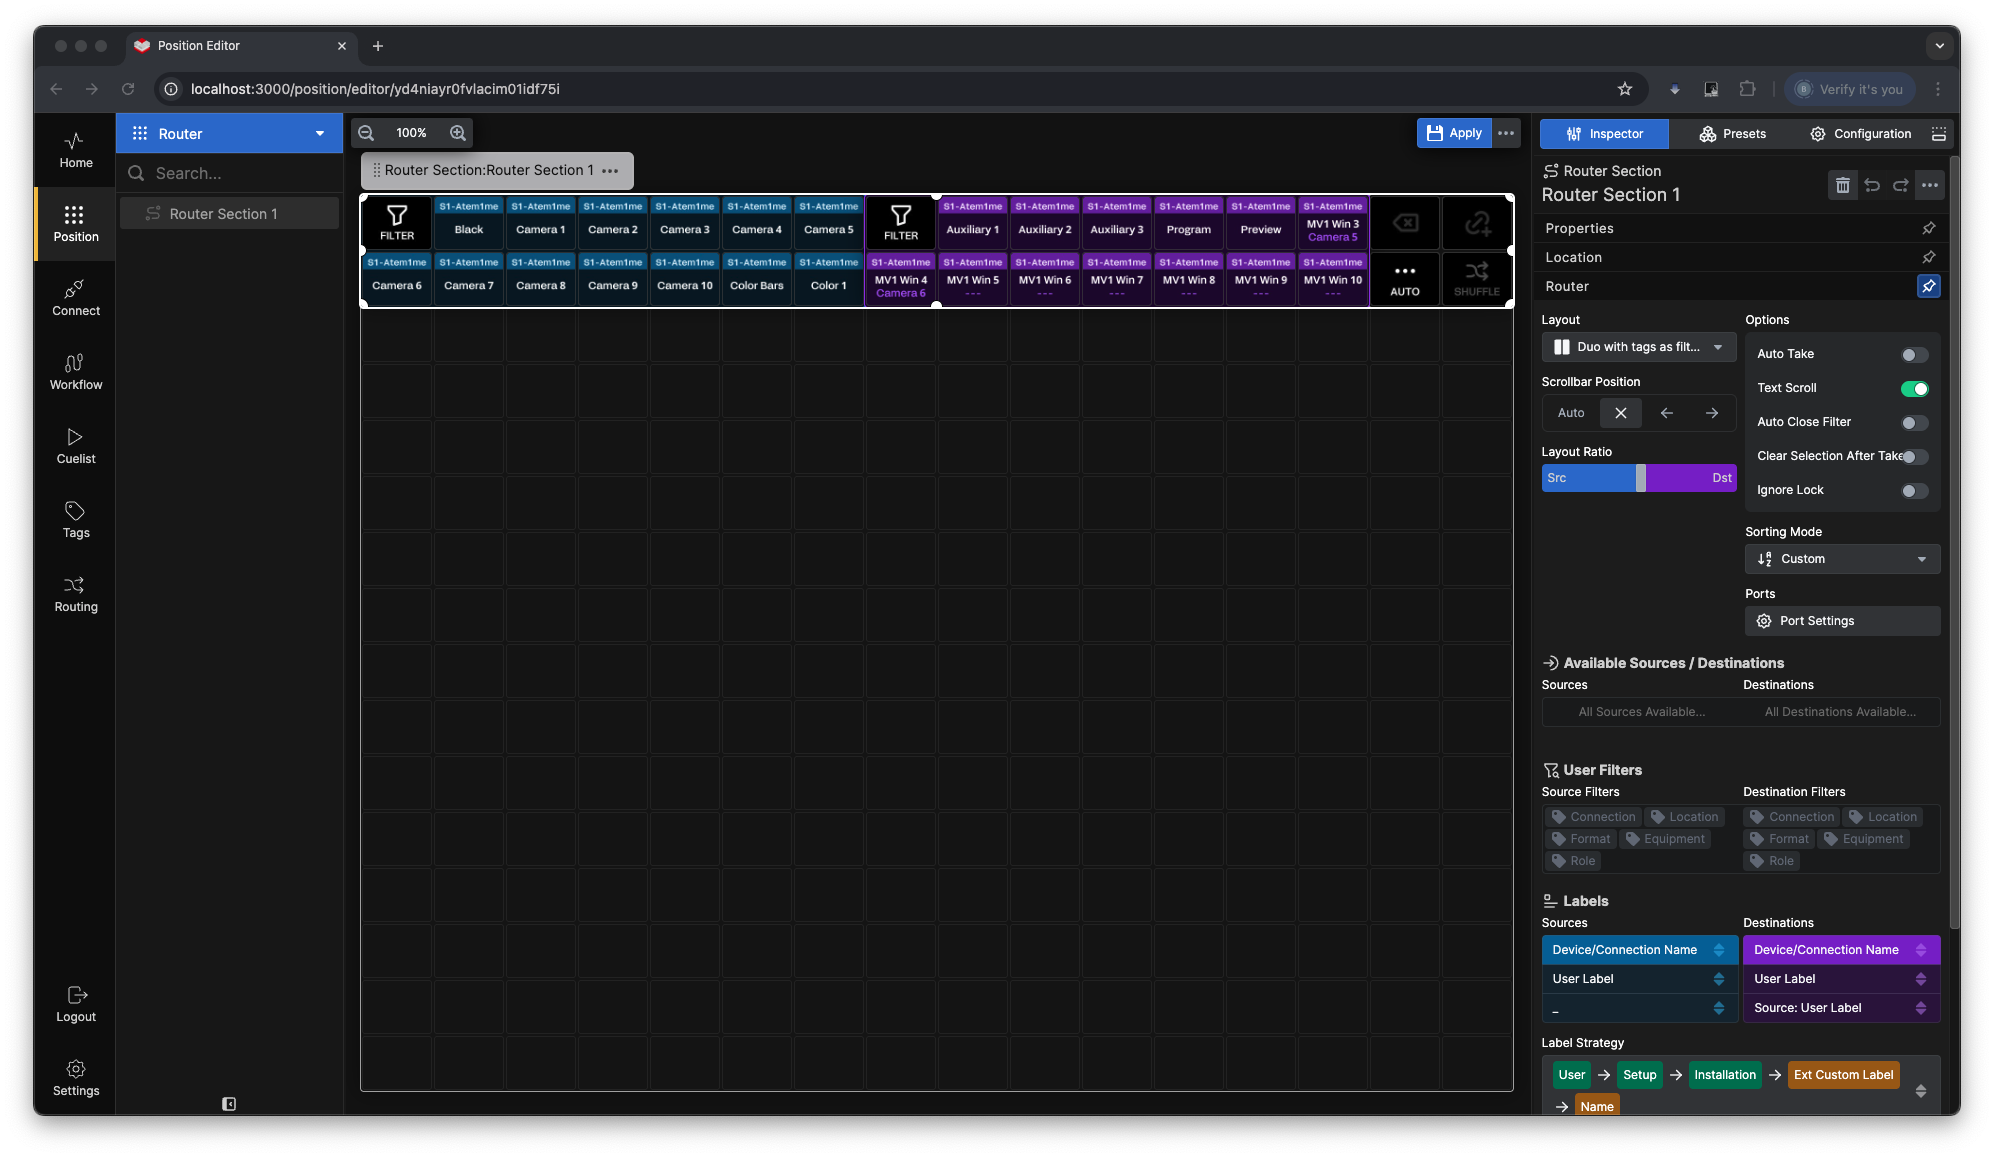 Position Editor
localhost:3000/position/editor/yd4niayr0fvlacim01idf75i
Verify it's you
Home
Position
Connect
Workflow
Cuelist
Tags
Routing
Logout
Settings
Router
Search...
Router Section 1
100%
Apply
Router Section:Router Section 1
FILTER
S1-Atem1me Black
S1-Atem1me Camera 1
S1-Atem1me Camera 2
S1-Atem1me Camera 3
S1-Atem1me Camera 4
S1-Atem1me Camera 5
FILTER
S1-Atem1me Auxiliary 1
S1-Atem1me Auxiliary 2
S1-Atem1me Auxiliary 3
S1-Atem1me Program
S1-Atem1me Preview
S1-Atem1me MV1 Win 3 Camera 5
S1-Atem1me Camera 6
S1-Atem1me Camera 7
S1-Atem1me Camera 8
S1-Atem1me Camera 9
S1-Atem1me Camera 10
S1-Atem1me Color Bars
S1-Atem1me Color 1
S1-Atem1me MV1 Win 4 Camera 6
S1-Atem1me MV1 Win 5 ---
S1-Atem1me MV1 Win 6 ---
S1-Atem1me MV1 Win 7 ---
S1-Atem1me MV1 Win 8 ---
S1-Atem1me MV1 Win 9 ---
S1-Atem1me MV1 Win 10 ---
AUTO
SHUFFLE
Inspector
Presets
Configuration
Router Section
Router Section 1
Properties
Location
Router
Layout
Duo with tags as filt...
Scrollbar Position
Auto
Layout Ratio
Src
Dst
Options
Auto Take
Text Scroll
Auto Close Filter
Clear Selection After Take
Ignore Lock
Sorting Mode
Custom
Ports
Port Settings
Available Sources / Destinations
Sources
Destinations
All Sources Available...
All Destinations Available...
User Filters
Source Filters
Connection Location
Format Equipment
Role
Destination Filters
Connection Location
Format Equipment
Role
Labels
Sources
Device/Connection Name
User Label
_
Destinations
Device/Connection Name
User Label
Source: User Label
Label Strategy
User → Setup → Installation → Ext Custom Label
→ Name